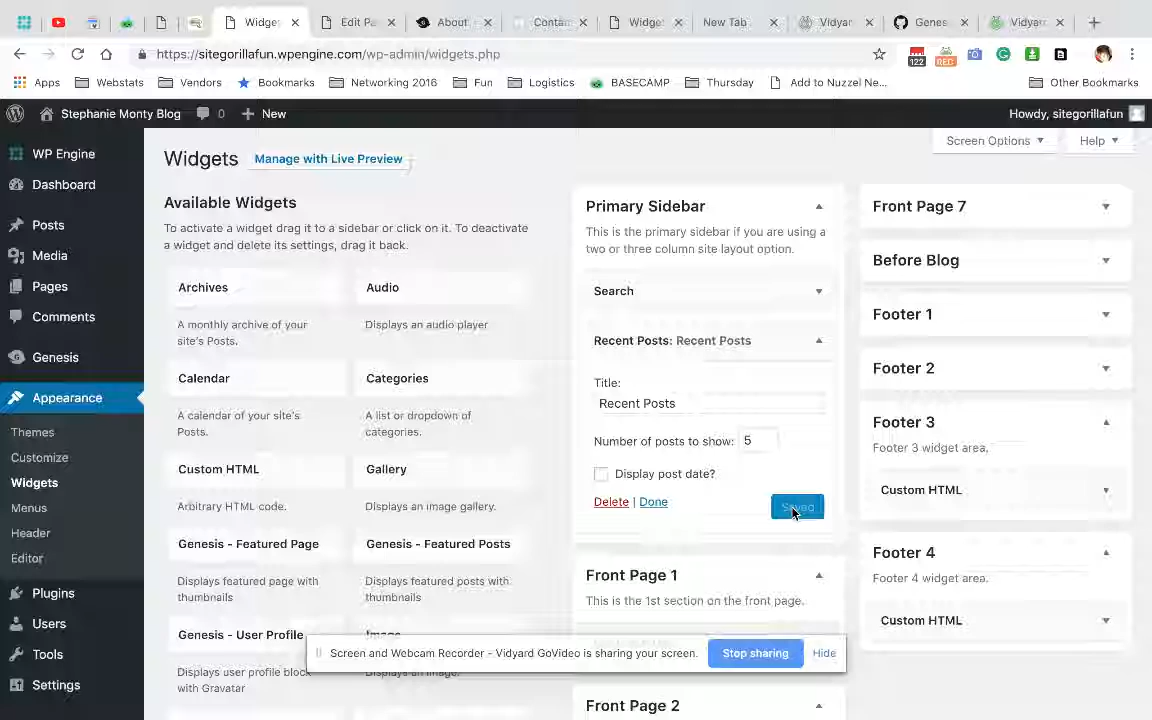 Widge
Edit Pa
About
Contac
Widge
New Tab
Vidyar
Genes
Vidyar
https://sitegorillafun.wpengine.com/wp-admin/widgets.php
122
REC
Apps
Webstats
Vendors
Bookmarks
Networking 2016
Fun
Logistics
BASECAMP
Thursday
Add to Nuzzel Ne...
Other Bookmarks
Stephanie Monty Blog
0
New
Howdy, sitegorillafun
WP Engine
Dashboard
Posts
Media
Pages
Comments
Genesis
Appearance
Themes
Customize
Widgets
Menus
Header
Editor
Plugins
Users
Tools
Settings
Screen Options
Help
Widgets
Manage with Live Preview
Available Widgets
To activate a widget drag it to a sidebar or click on it. To deactivate
a widget and delete its settings, drag it back.
Archives
Audio
A monthly archive of your
site's Posts.
Displays an audio player
Calendar
Categories
A calendar of your site's
Posts.
A list or dropdown of
categories.
Custom HTML
Gallery
Arbitrary HTML code.
Displays an image gallery.
Genesis - Featured Page
Genesis - Featured Posts
Displays featured page with
thumbnails
Displays featured posts with
thumbnails
Genesis - User Profile
Image
Displays user profile block
with Gravatar
Displays an image.
Primary Sidebar
This is the primary sidebar if you are using a
two or three column site layout option.
Search
Recent Posts: Recent Posts
Title:
Recent Posts
Number of posts to show: 5
Display post date?
Delete | Done
Saved
Front Page 1
This is the 1st section on the front page.
Front Page 2
Front Page 7
Before Blog
Footer 1
Footer 2
Footer 3
Footer 3 widget area.
Custom HTML
Footer 4
Footer 4 widget area.
Custom HTML
Screen and Webcam Recorder - Vidyard GoVideo is sharing your screen.
Stop sharing
Hide